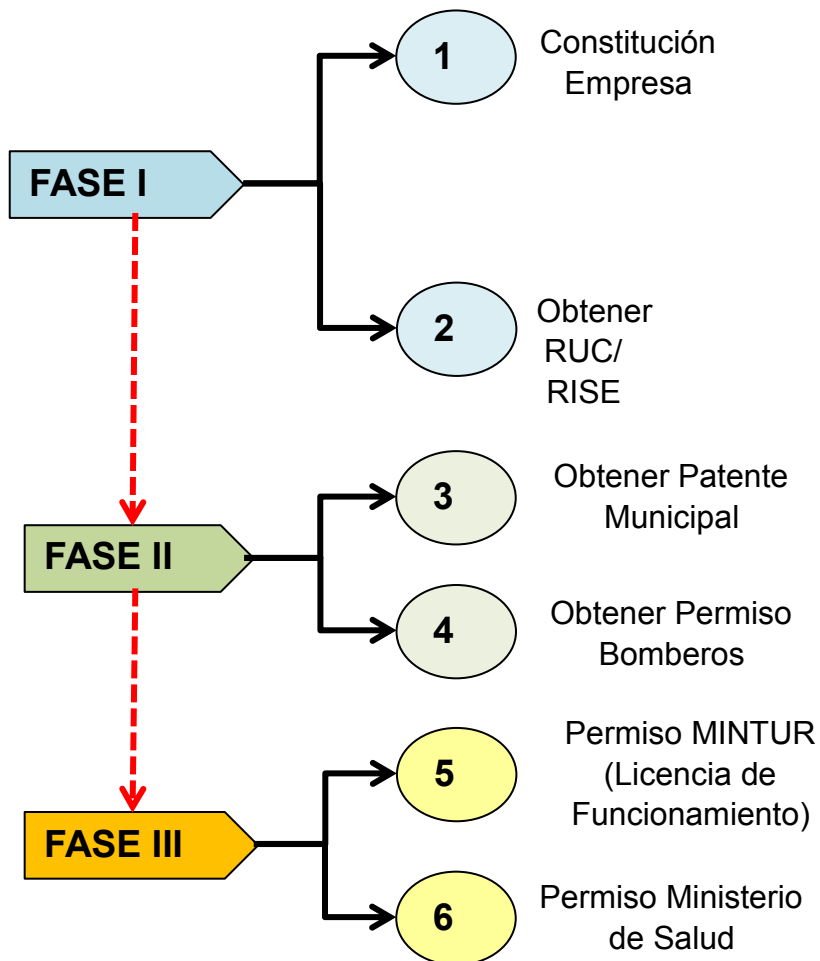 1
Constitución
Empresa
FASE I
2
Obtener
RUC/
RISE
3
Obtener Patente
Municipal
FASE II
4
Obtener Permiso
Bomberos
5
Permiso MINTUR
(Licencia de
Funcionamiento)
FASE III
6
Permiso Ministerio
de Salud